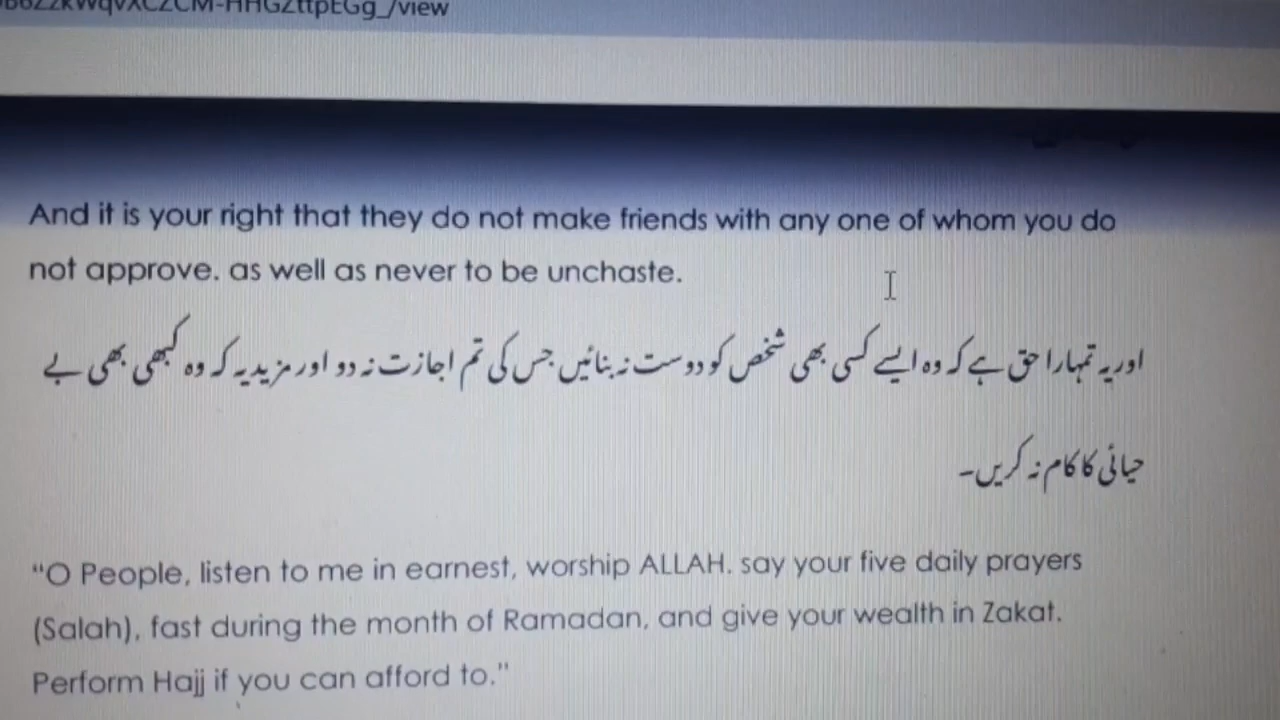 And it is your right that they do not make friends with any one of whom you do
not approve. as well as never to be unchaste.
اور یہ تمہارا حق ہے کہ وہ ایسے کسی بھی شخص کو دوست نہ بنائیں جس کی تم اجازت نہ دو اور مزید یہ کہ وہ کبھی بھی بے
حیائی کا کام نہ کریں۔
"O People, listen to me in earnest, worship ALLAH. say your five daily prayers
(Salah), fast during the month of Ramadan, and give your wealth in Zakat.
Perform Hajj if you can afford to."